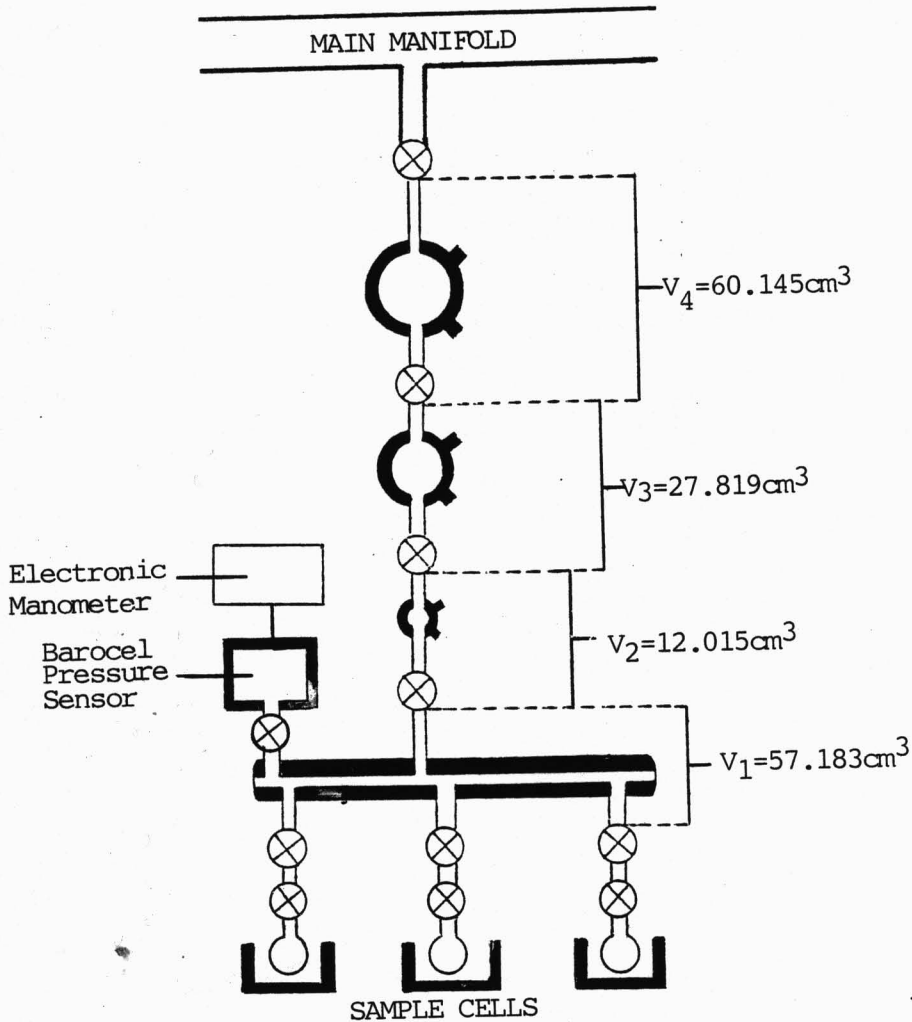 MAIN MANIFOLD
V4=60.145cm3
V3=27.819cm3
Electronic
Manometer
V2=12.015cm3
Barocel
Pressure
Sensor
V1=57.183cm3
SAMPLE CELLS